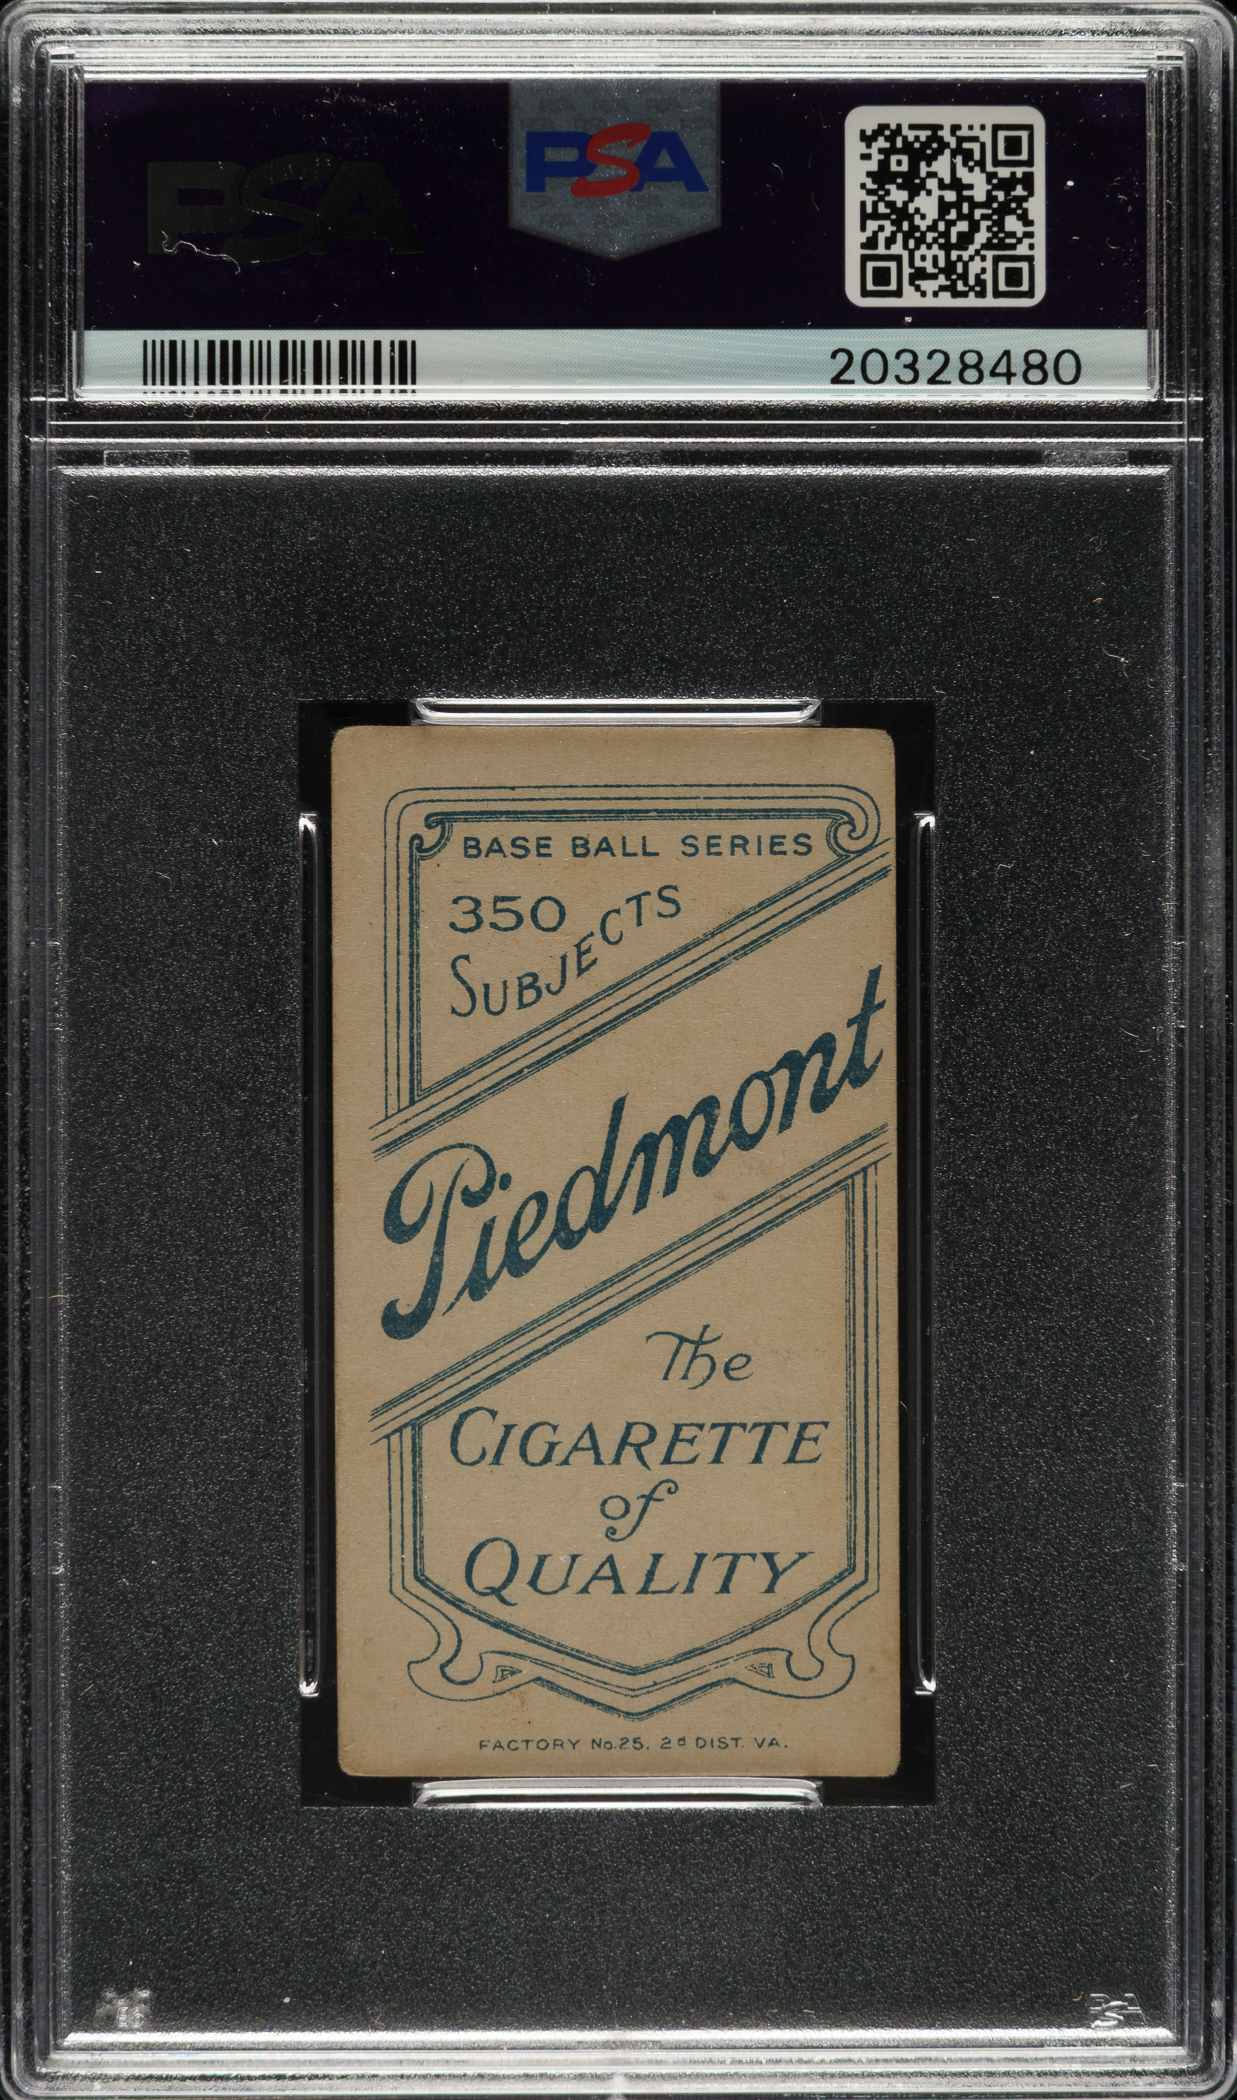 PSA
PSA
20328480
BASE BALL SERIES
350
SUBJECTS
Piedmont
The
CIGARETTE
of
QUALITY
FACTORY No.25. 2d DIST. VA.
PSA